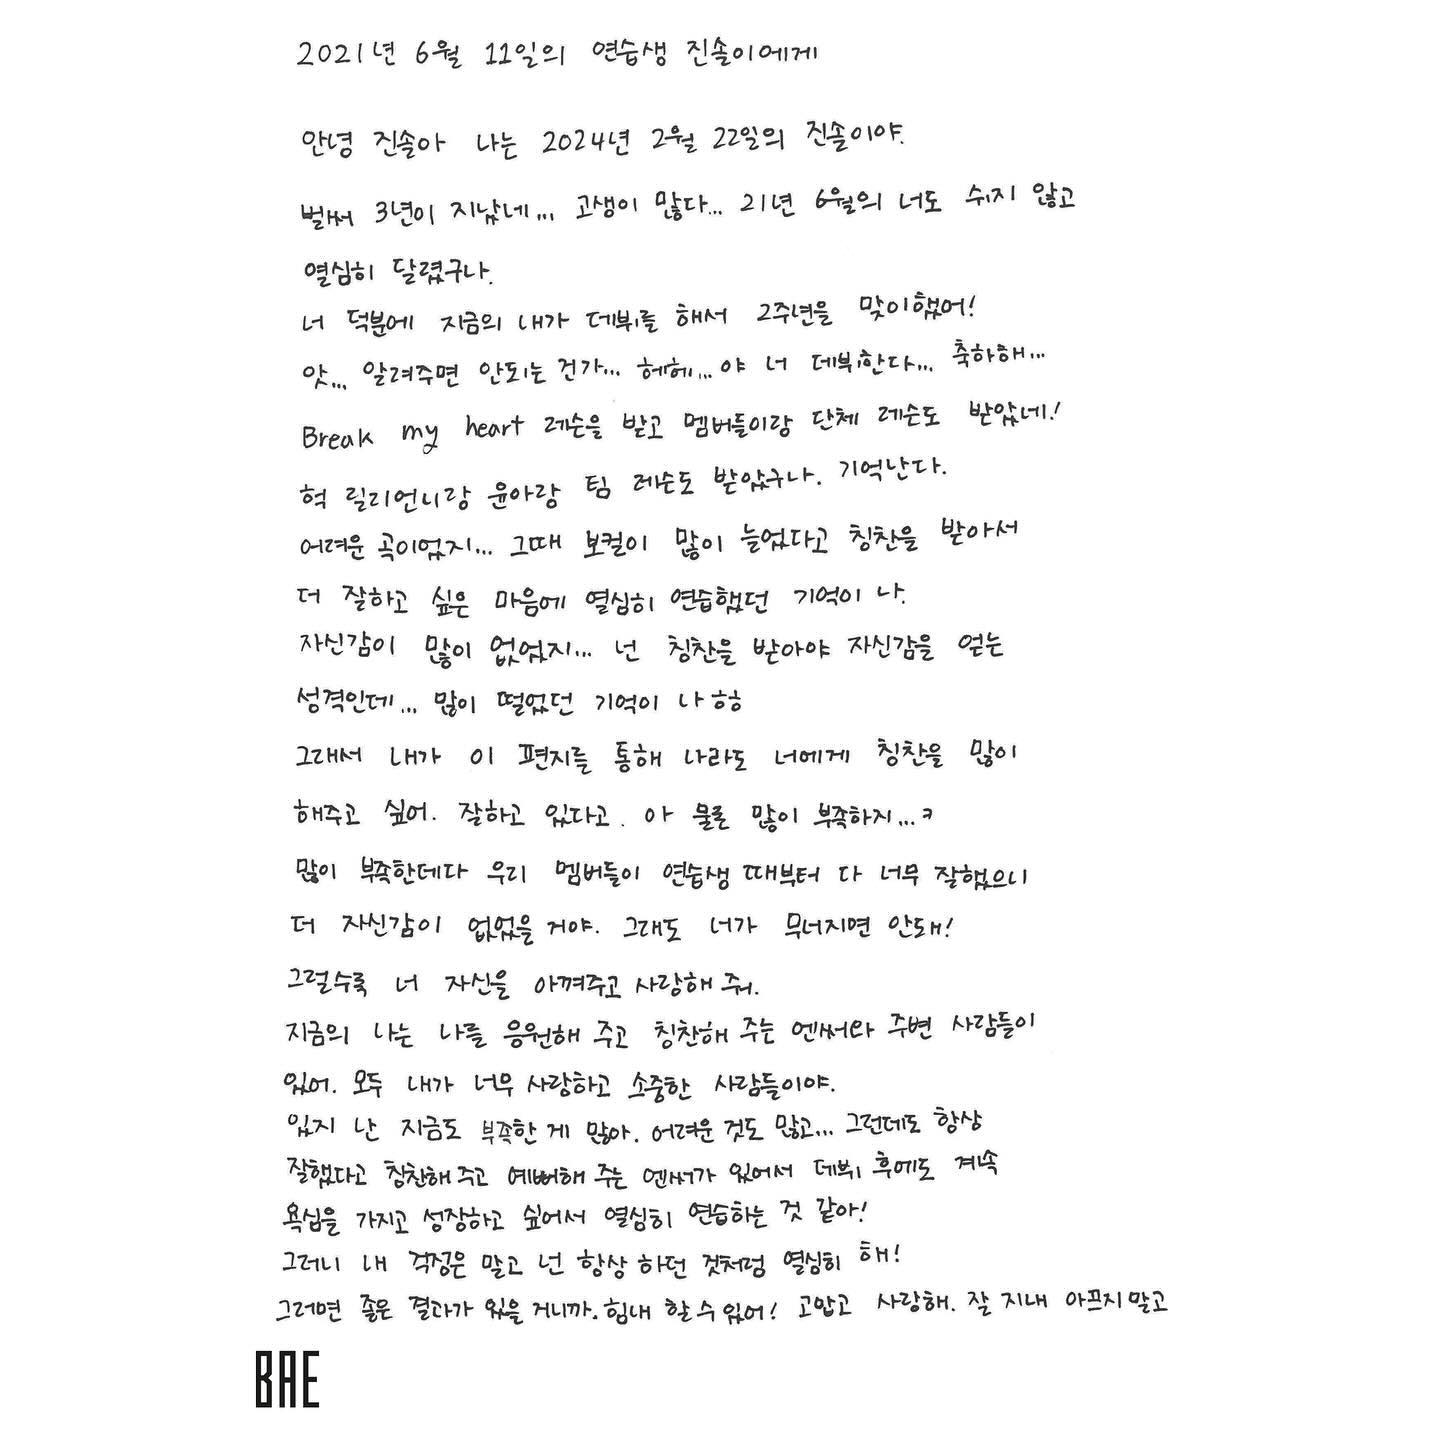 2021년 6월 11일의 연습생 진솔이에게
안녕 진솔아 나는 2024년 2월 22일의 진솔이야.
벌써 3년이 지났네... 고생이 많다... 21년 6월의 너도 쉬지 않고
열심히 달렸구나.
너 덕분에 지금의 내가 데뷔를 해서 2주년을 맞이했어!
앗... 알려주면 안되는건가... 헤헤... 야 너 데뷔한다... 축하해...
Break my heart 레슨을 받고 멤버들이랑 단체 레슨도 받았네!
헉 릴리언니랑 윤아랑 팀 레슨도 받았구나. 기억난다.
어려운 곡이었지... 그때 보컬이 많이 늘었다고 칭찬을 받아서
더 잘하고 싶은 마음에 열심히 연습했던 기억이 나.
자신감이 많이 없었지... 넌 칭찬을 받아야 자신감을 얻는
성격인데... 많이 떨었던 기억이 나 ㅎㅎ
그래서 내가 이 편지를 통해 나라도 너에게 칭찬을 많이
해주고 싶어. 잘하고 있다고. 아 물론 많이 부족하지...ㅋ
많이 부족한데다 우리 멤버들이 연습생 때부터 다 너무 잘했으니
더 자신감이 없었을거야. 그래도 너가 무너지면 안돼!
그럴수록 너 자신을 아껴주고 사랑해 줘.
지금의 나는 나를 응원해 주고 칭찬해 주는 엔써와 주변 사람들이
있어. 모두 내가 너무 사랑하고 소중한 사람들이야.
있지 난 지금도 부족한 게 많아. 어려운 것도 많고... 그런데도 항상
잘했다고 칭찬해 주고 예뻐해 주는 엔써가 있어서 데뷔 후에도 계속
욕심을 가지고 성장하고 싶어서 열심히 연습하는 것 같아!
그러니 내 걱정은 말고 넌 항상 하던 것처럼 열심히 해!
그러면 좋은 결과가 있을거니까. 힘내 할수있어! 고맙고 사랑해. 잘 지내 아프지말고
BAE